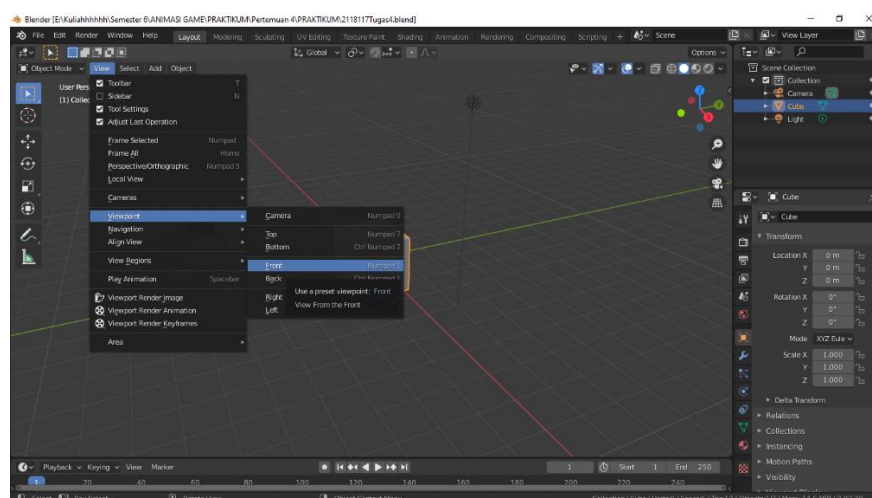 Blender [E:\Kuliahhhhhh\Semester 6\ANIMASI GAME\PRAKTIKUM\Pertemuan 4\PRAKTIKUM\2118117Tugas4.blend]
File Edit Render Window Help Layout Modeling Sculpting UV Editing Texture Paint Shading Animation Rendering Compositing Scripting + Scene View Layer
Global Options
Object Mode View Select Add Object
User Pers
(1) Collec
Toolbar T
Sidebar N
Tool Settings
Adjust Last Operation
Frame Selected Numpad .
Frame All Home
Perspective/Orthographic Numpad 5
Local View
Cameras
Viewpoint
Navigation
Align View
View Regions
Play Animation Spacebar
Viewport Render Image
Viewport Render Animation
Viewport Render Keyframes
Area
Camera Numpad 0
Top Numpad 7
Bottom Ctrl Numpad 7
Front Numpad 1
Back Ctrl Numpad 1
Right
Left
Use a preset viewpoint: Front
View From the Front
Scene Collection
Collection
Camera
Cube
Light
Cube
Cube
Transform
Location X 0 m
Y 0 m
Z 0 m
Rotation X 0°
Y 0°
Z 0°
Mode XYZ Eule
Scale X 1.000
Y 1.000
Z 1.000
Delta Transform
Relations
Collections
Instancing
Motion Paths
Visibility
Playback Keying View Marker 1 Start 1 End 250
1 20 40 60 80 100 120 140 160 180 200 220 240